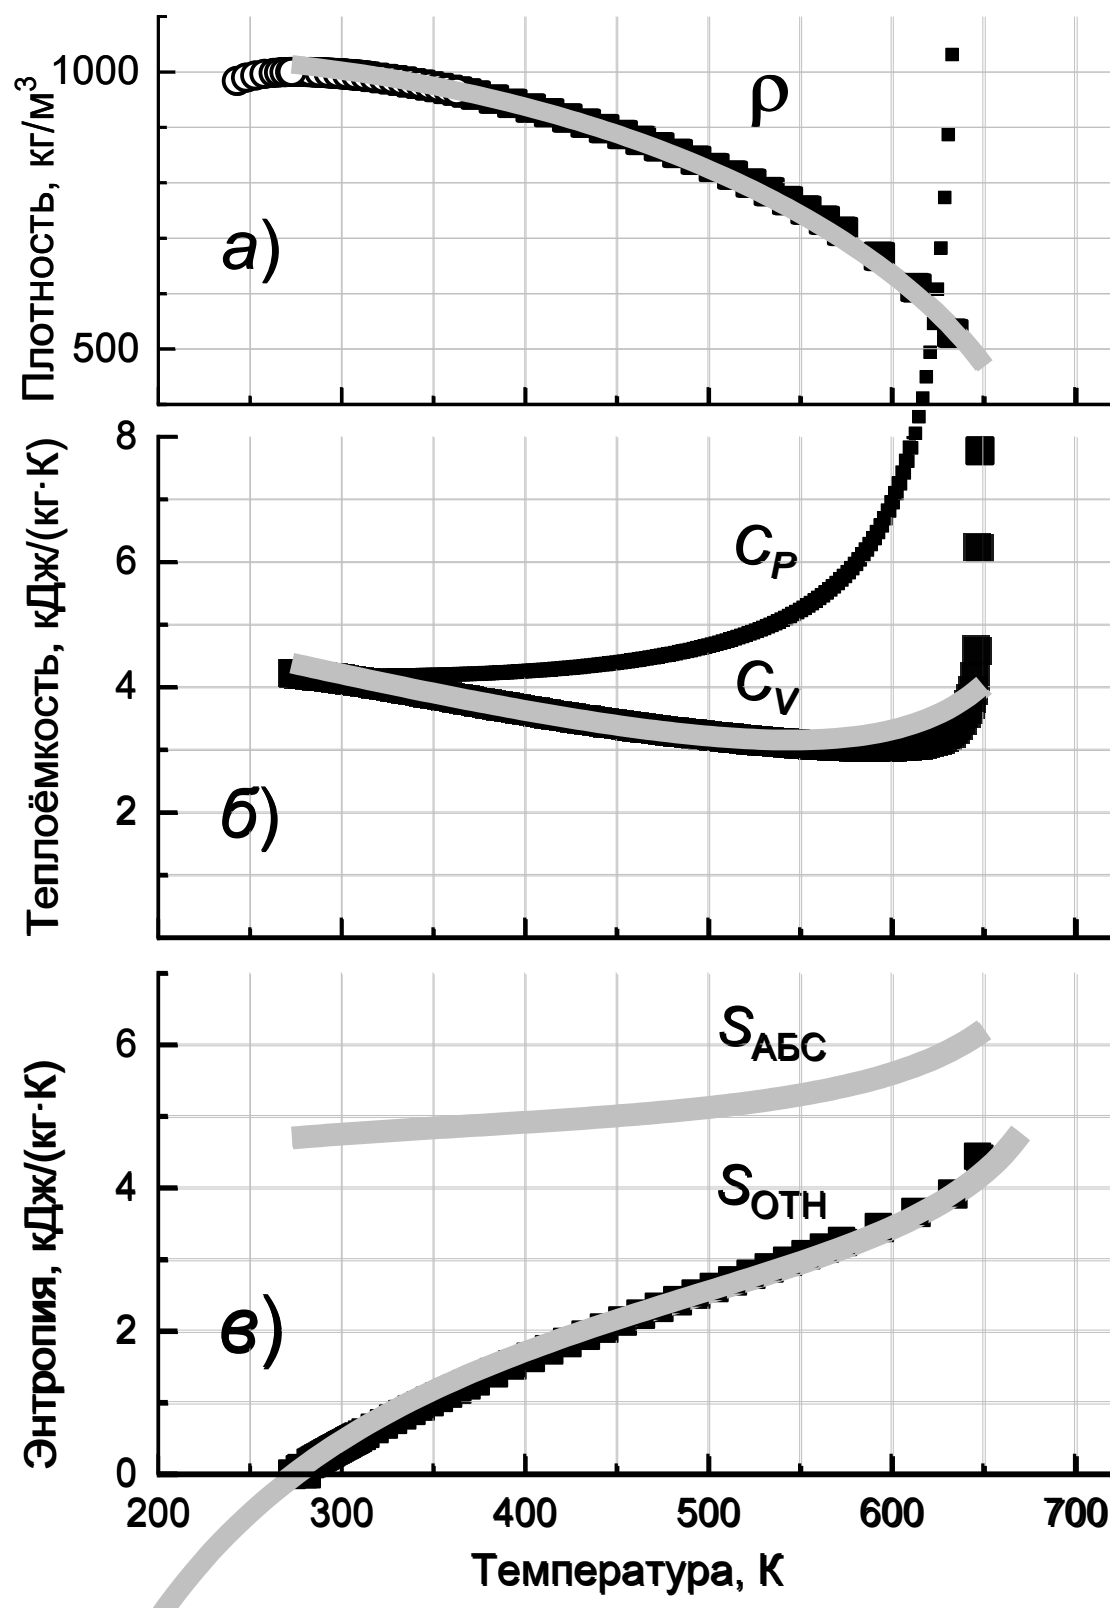 Плотность, кг/м³
1000
500
ρ
а)
Теплоёмкость, кДж/(кг·К)
8
6
4
2
C_P
C_V
б)
Энтропия, кДж/(кг·К)
6
4
2
0
S_АБС
S_ОТН
в)
200 300 400 500 600 700
Температура, К